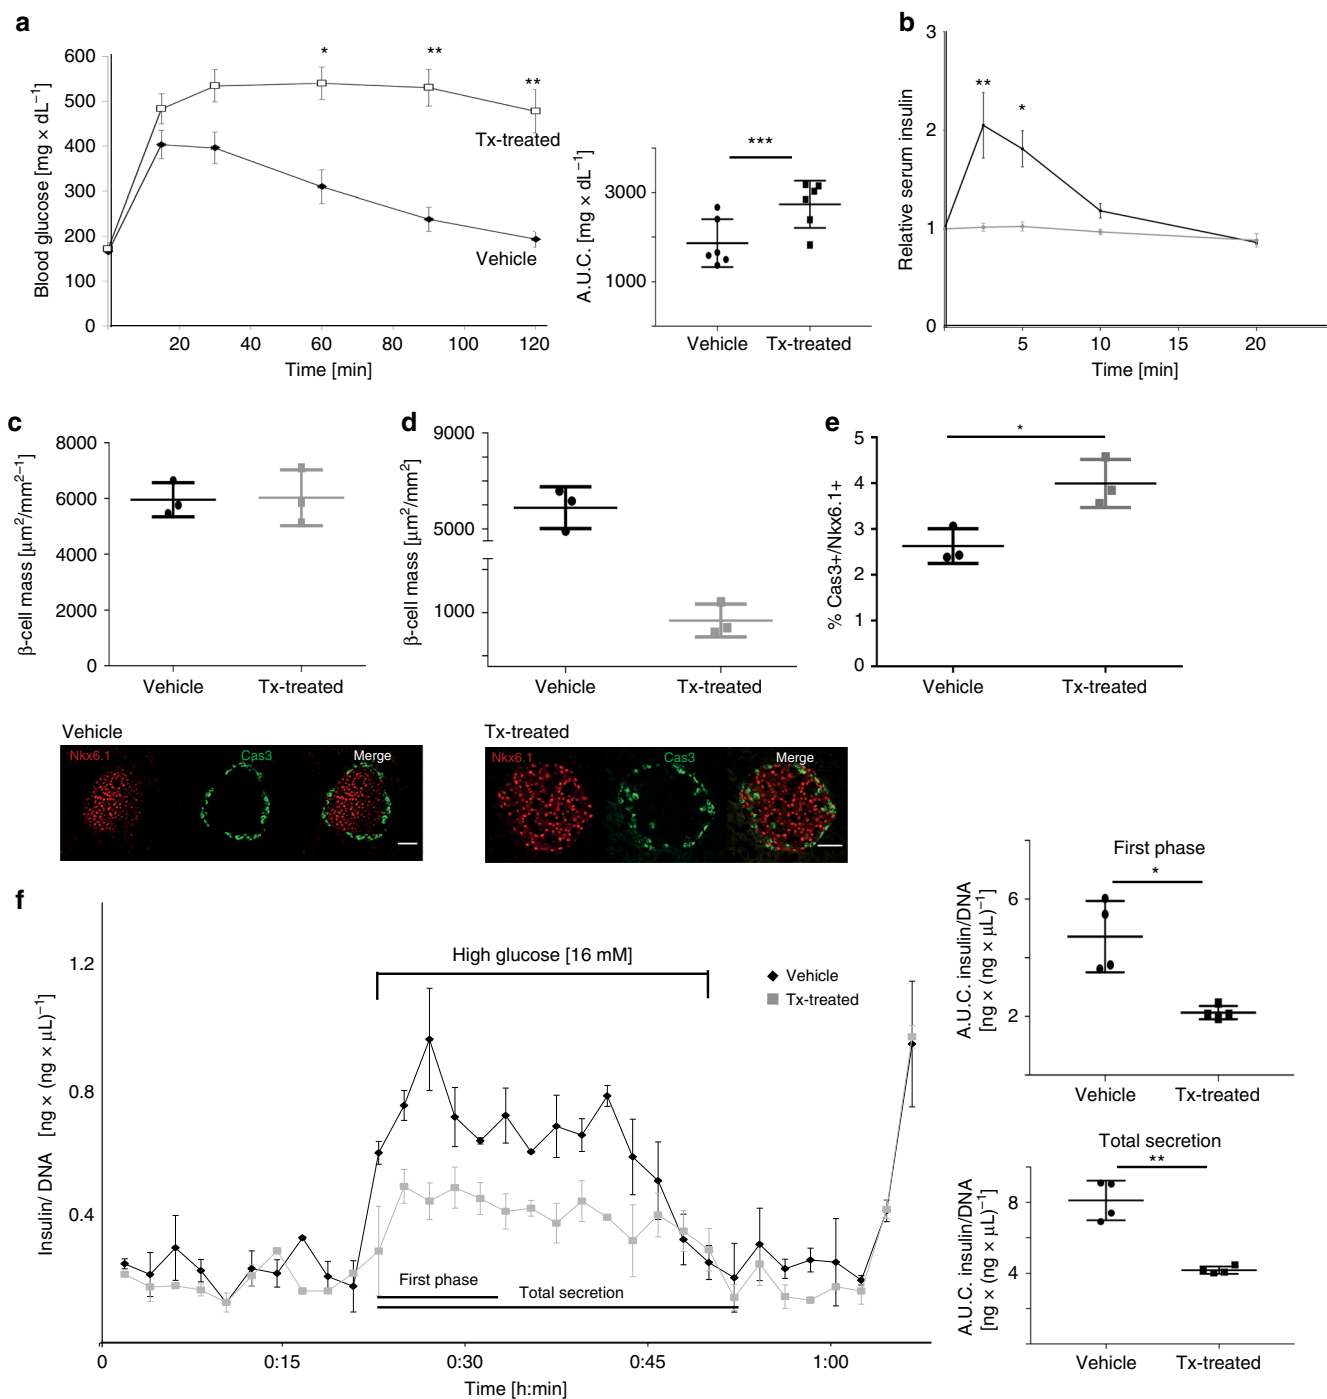 a
Blood glucose [mg × dL⁻¹]
600
500
400
300
200
100
0
20
40
60
80
100
120
Time [min]
*
**
**
Tx-treated
Vehicle
A.U.C. [mg × dL⁻¹]
3000
1000
***
Vehicle
Tx-treated
b
Relative serum insulin
3
2
1
0
5
10
15
20
Time [min]
**
*
c
β-cell mass [μm²/mm²⁻¹]
8000
6000
4000
2000
0
Vehicle
Tx-treated
d
β-cell mass [μm²/mm²]
9000
5000
1000
Vehicle
Tx-treated
e
% Cas3+/Nkx6.1+
5
4
3
2
1
0
*
Vehicle
Tx-treated
Vehicle
Nkx6.1
Cas3
Merge
Tx-treated
Nkx6.1
Cas3
Merge
f
Insulin/ DNA [ng × (ng × μL)⁻¹]
1.2
0.8
0.4
High glucose [16 mM]
Vehicle
Tx-treated
First phase
Total secretion
0
0:15
0:30
0:45
1:00
Time [h:min]
First phase
*
A.U.C. insulin/DNA
[ng × (ng × μL)⁻¹]
6
2
Vehicle
Tx-treated
Total secretion
**
A.U.C. insulin/DNA
[ng × (ng × μL)⁻¹]
8
4
Vehicle
Tx-treated